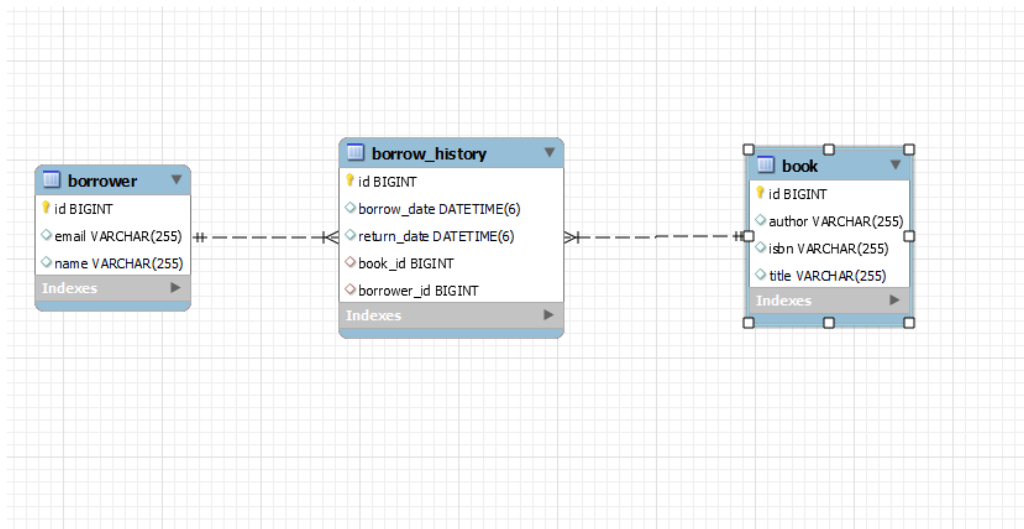 borrower
id BIGINT
email VARCHAR(255)
name VARCHAR(255)
Indexes
borrow_history
id BIGINT
borrow_date DATETIME(6)
return_date DATETIME(6)
book_id BIGINT
borrower_id BIGINT
Indexes
book
id BIGINT
author VARCHAR(255)
isbn VARCHAR(255)
title VARCHAR(255)
Indexes